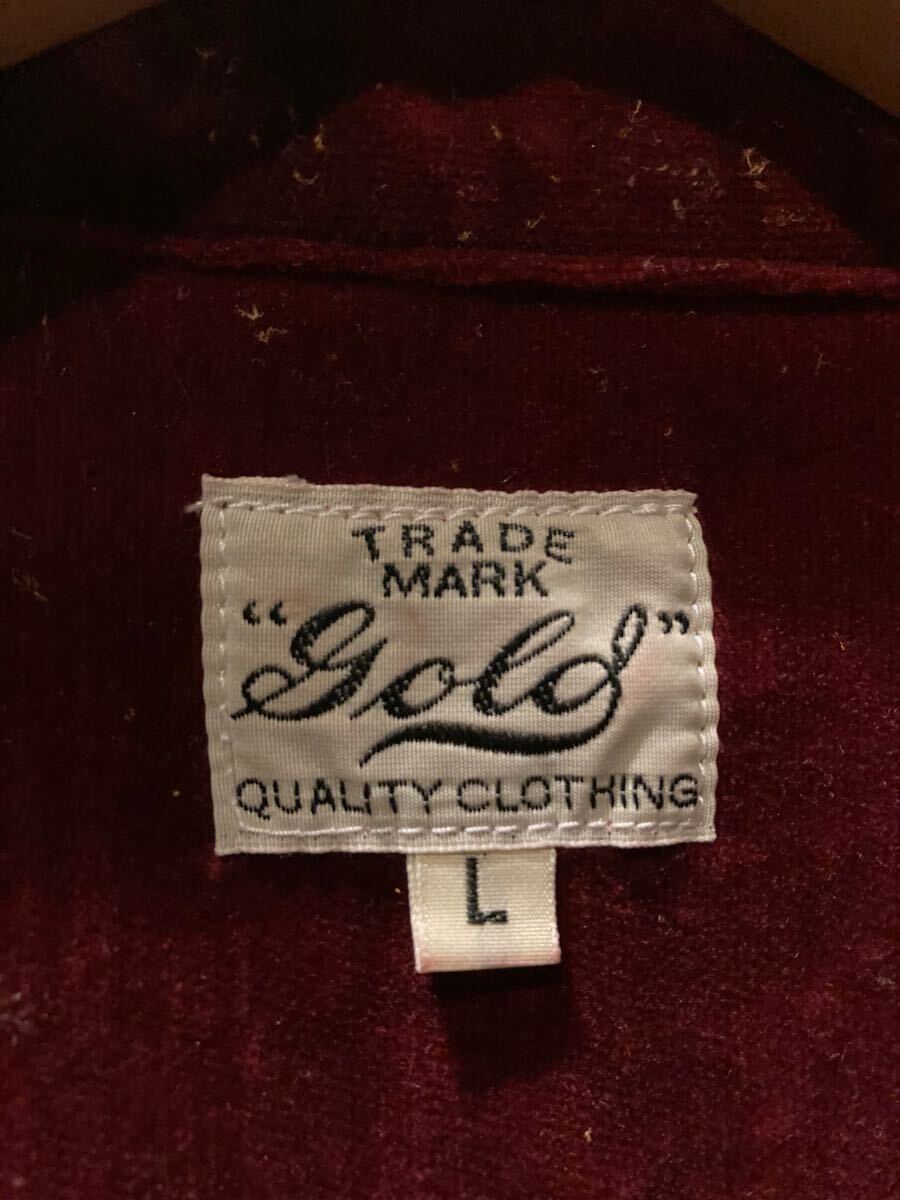 TRADE
MARK
“Gold”
QUALITY CLOTHING
L